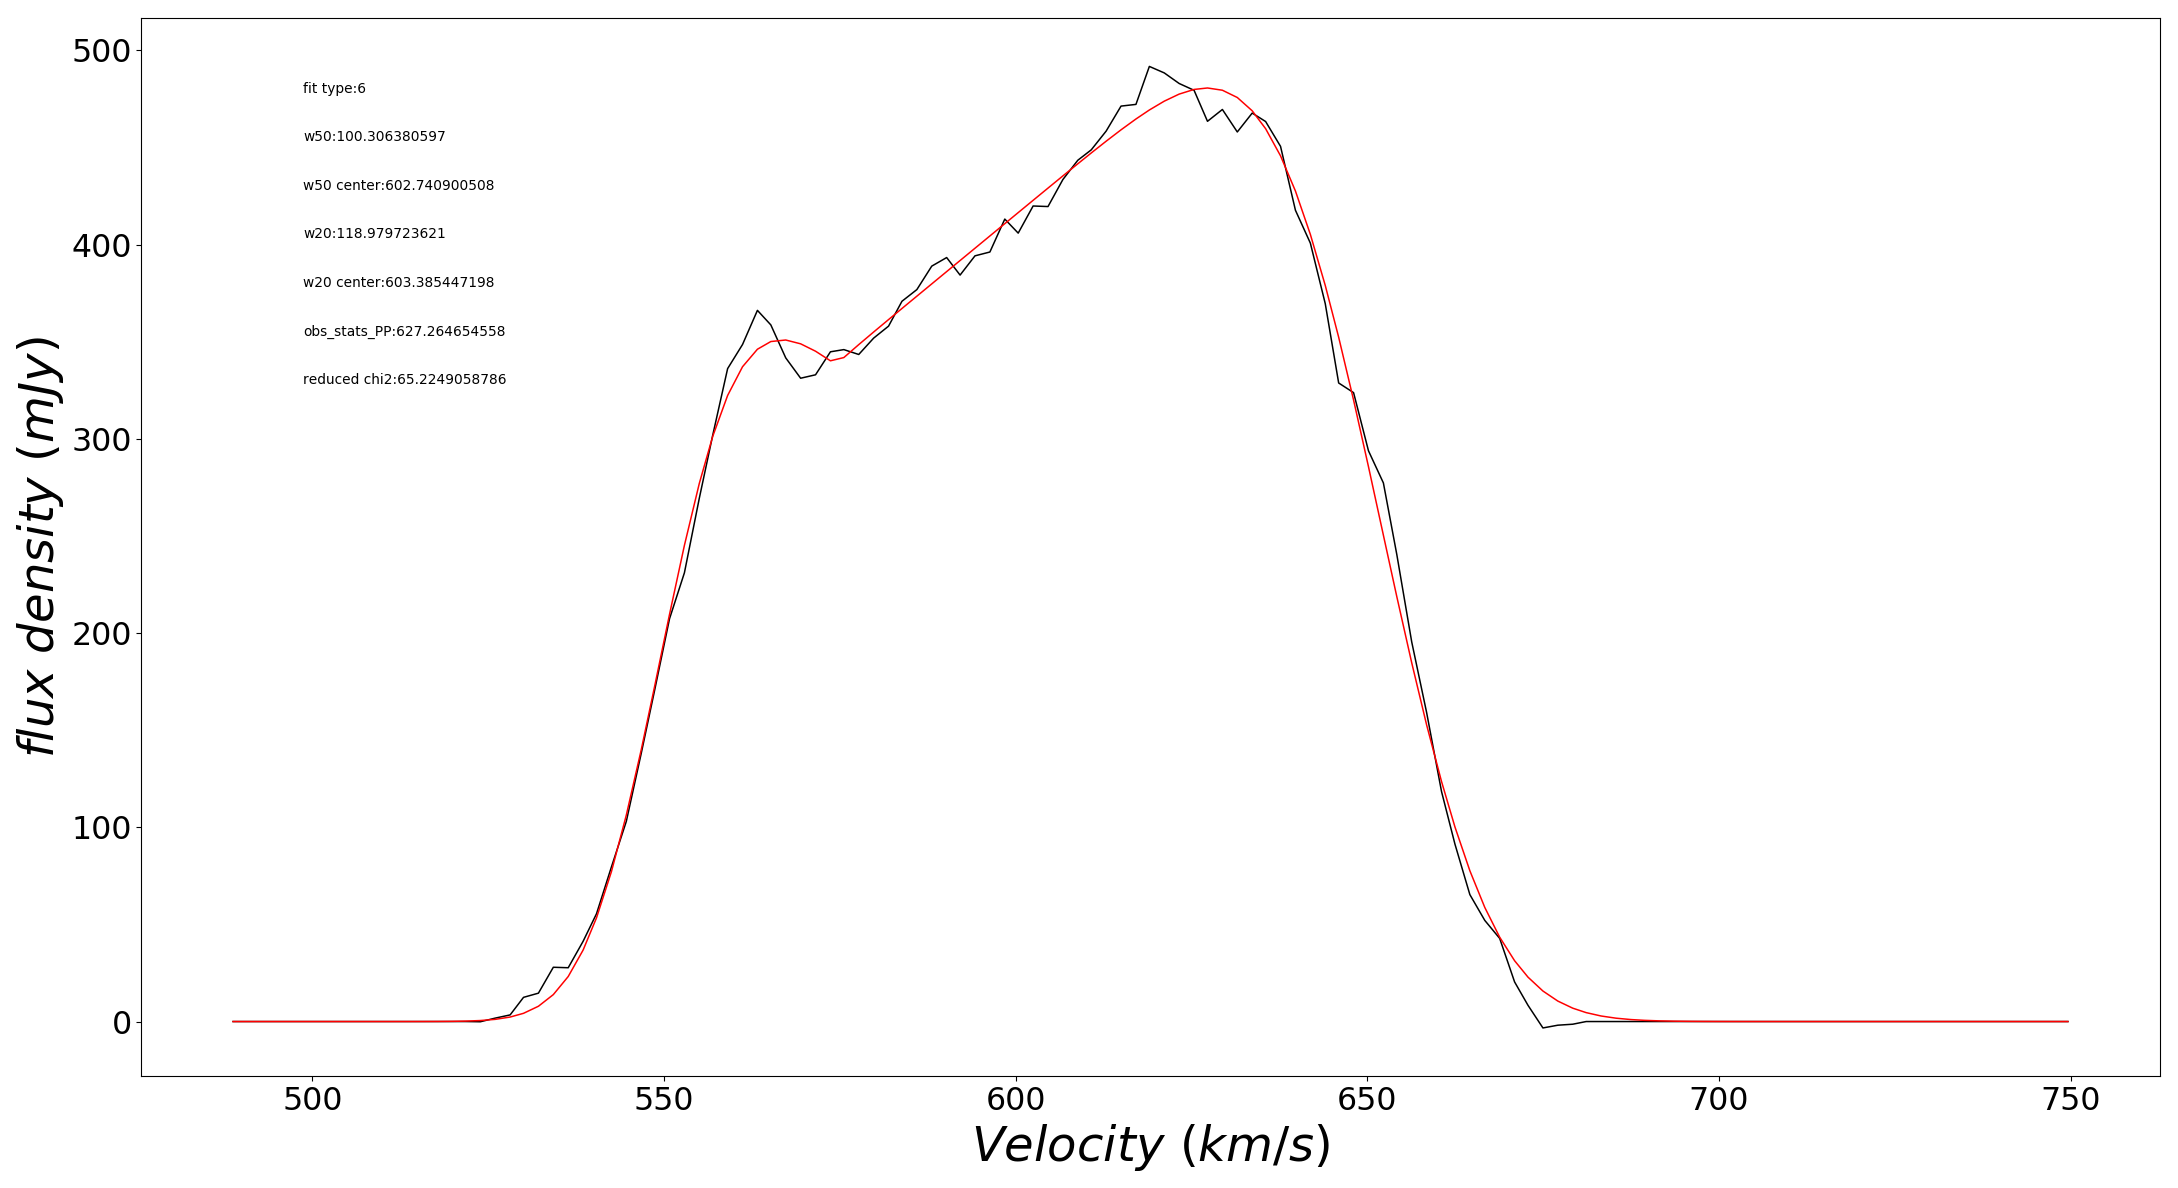 fit type:6
w50:100.306380597
w50 center:602.740900508
w20:118.979723621
w20 center:603.385447198
obs_stats_PP:627.264654558
reduced chi2:65.2249058786
500
400
300
200
100
0
flux density (mJy)
500 550 600 650 700 750
Velocity (km/s)